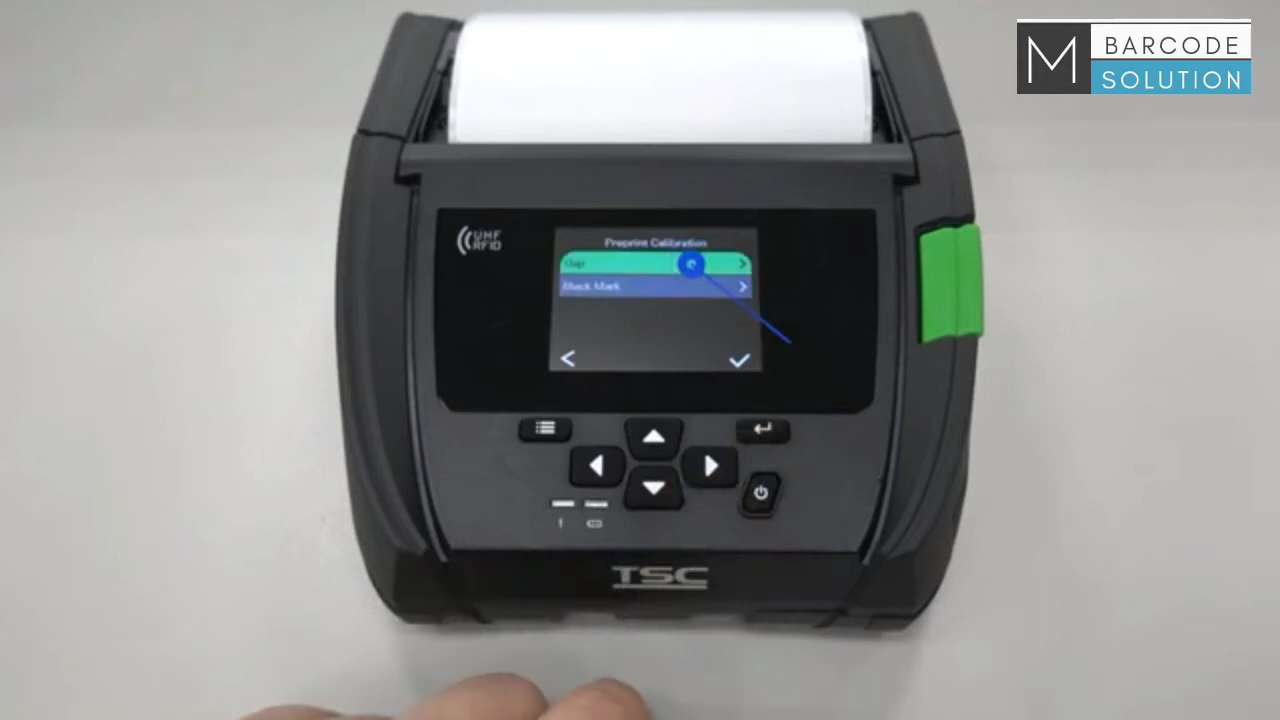 M
BARCODE
SOLUTION
UHF
RFID
Preprint Calibration
Gap
Black Mark
TSC